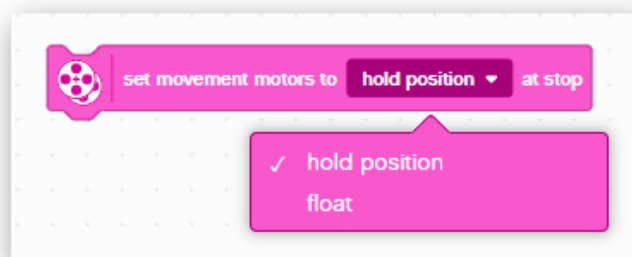 set movement motors to hold position at stop
hold position
float